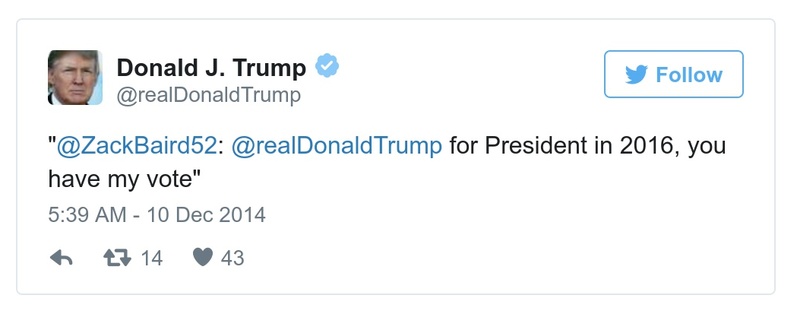 Donald J. Trump
@realDonaldTrump
Follow
"@ZackBaird52: @realDonaldTrump for President in 2016, you
have my vote"
5:39 AM - 10 Dec 2014
14 43